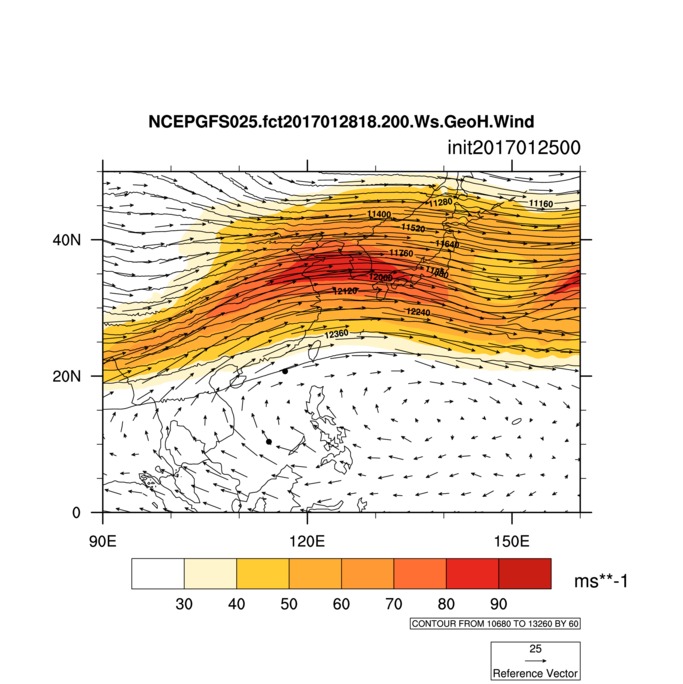 NCEPGFS025.fct2017012818.200.Ws.GeoH.Wind
init2017012500
11280
11160
11400
11520
40N
11640
11760
12000
12120
12240
12360
20N
0
90E 120E 150E
ms**-1
30 40 50 60 70 80 90
CONTOUR FROM 10680 TO 13260 BY 60
25
Reference Vector